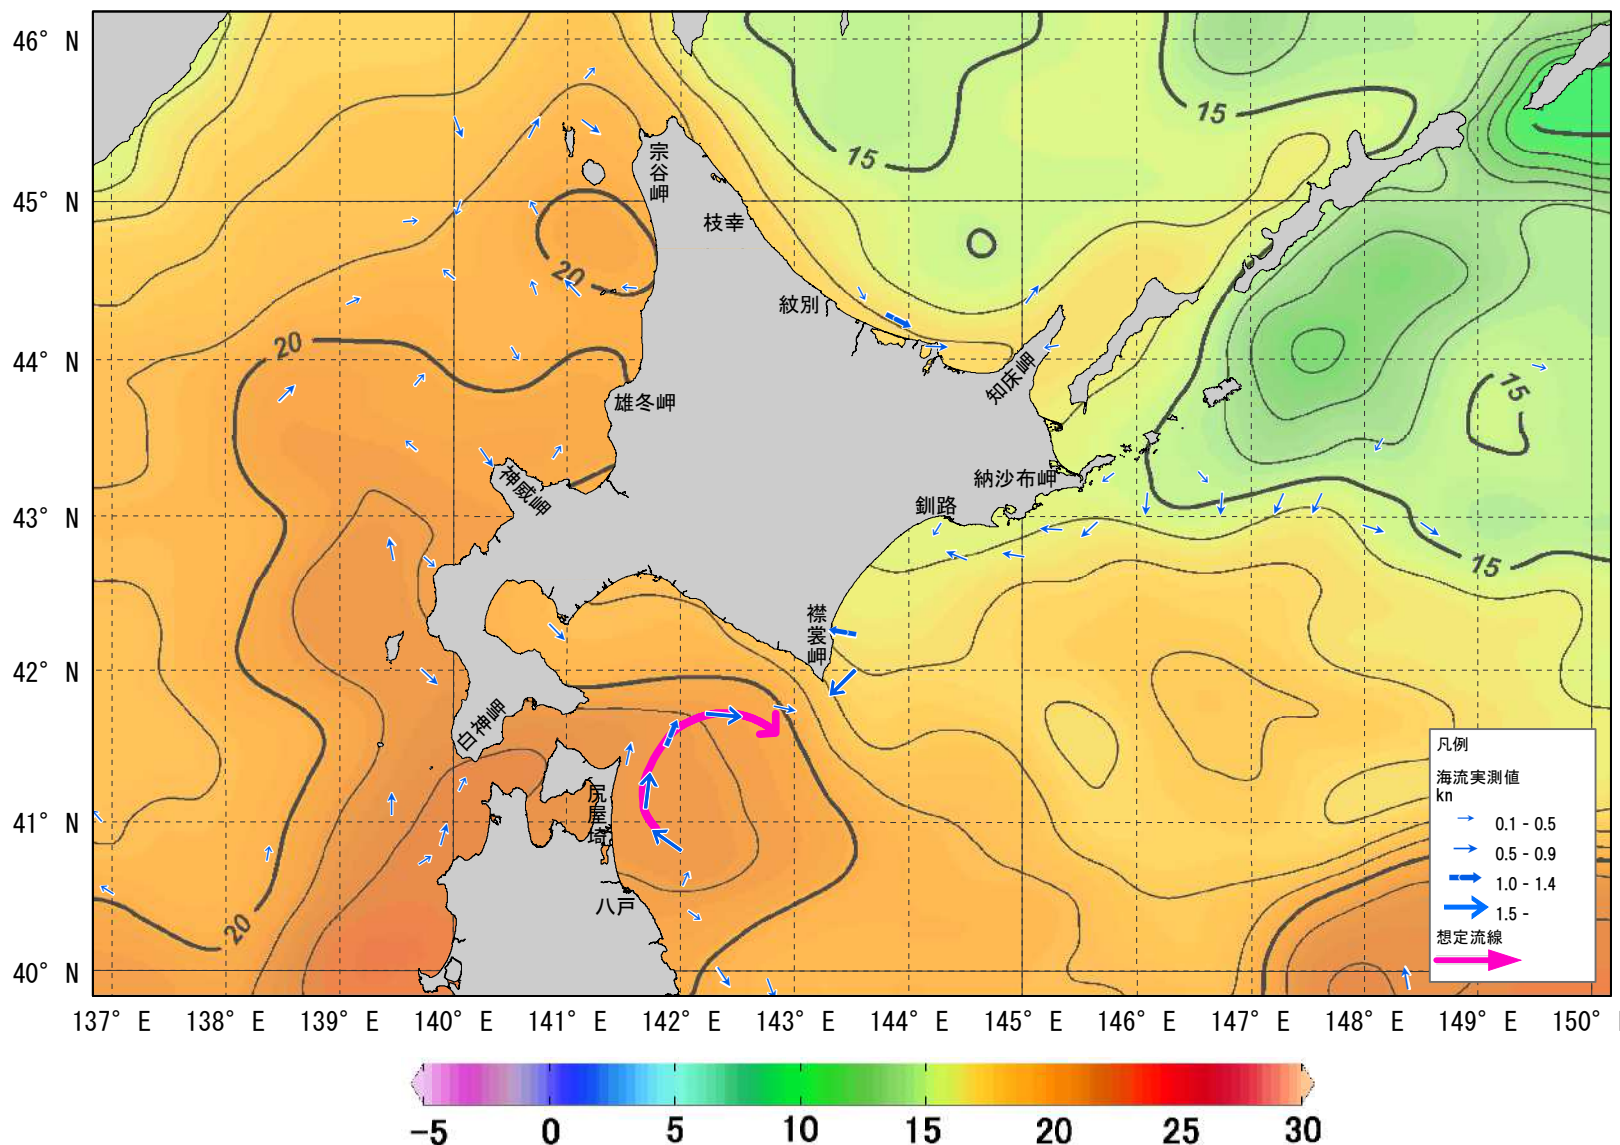 46° N
45° N
44° N
43° N
42° N
41° N
40° N
15
15
20
20
15
15
20
宗谷岬
枝幸
紋別
知床岬
雄冬岬
神威岬
納沙布岬
釧路
襟裳岬
白神岬
尻屋埼
八戸
凡例
海流実測値
kn
0.1 - 0.5
0.5 - 0.9
1.0 - 1.4
1.5 -
想定流線
137° E 138° E 139° E 140° E 141° E 142° E 143° E 144° E 145° E 146° E 147° E 148° E 149° E 150°
-5 0 5 10 15 20 25 30